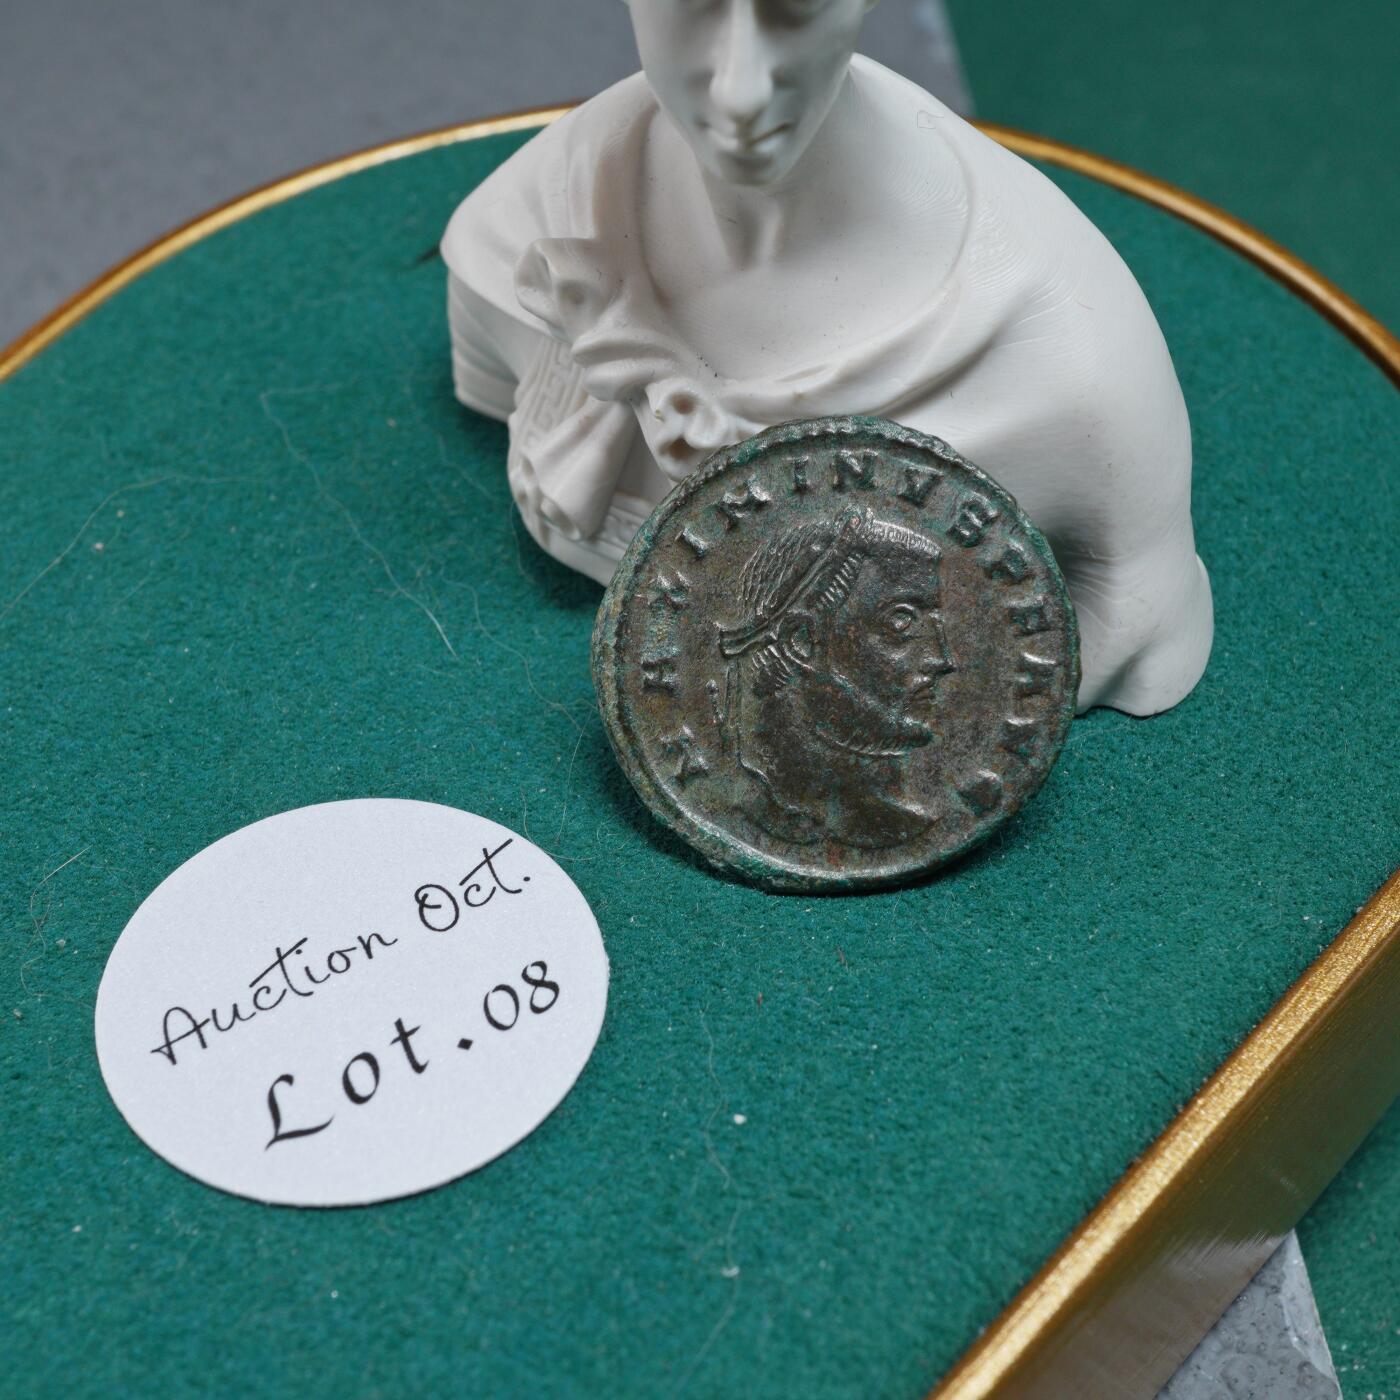 MAXIMINVS P F AVG
Auction Oct.
Lot.08